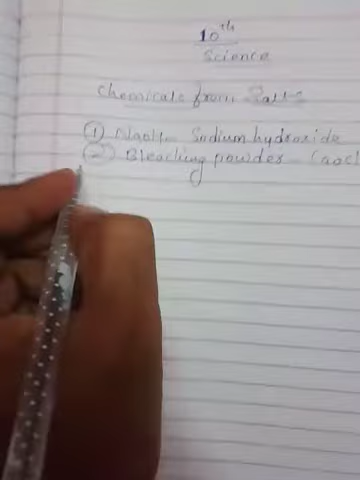 10th
Science
Chemicals from Salts
① NaOH - Sodium hydroxide
② Bleaching powder - CaOCl